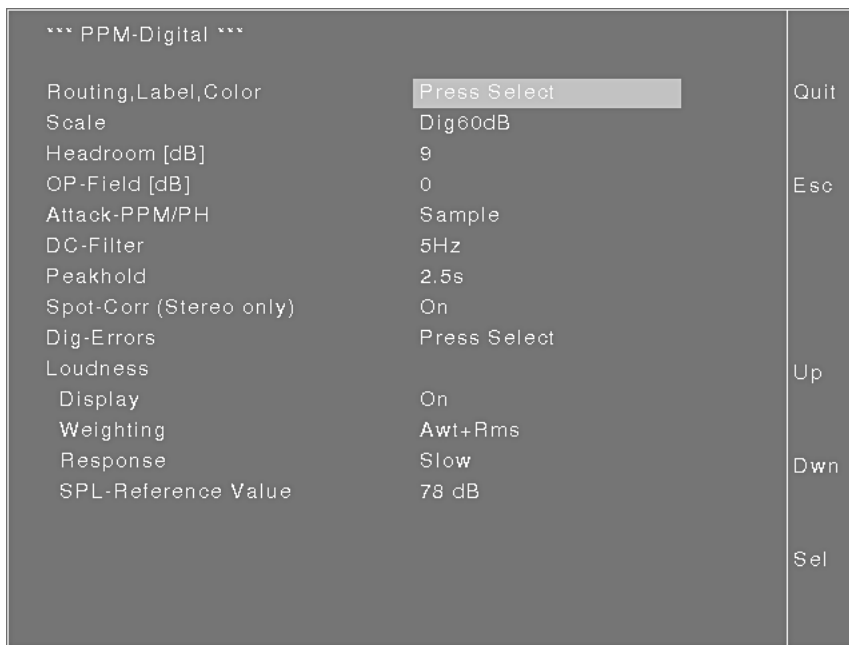 *** PPM-Digital ***
Routing,Label,Color Press Select
Scale Dig60dB
Headroom [dB] 9
OP-Field [dB] 0
Attack-PPM/PH Sample
DC-Filter 5Hz
Peakhold 2.5s
Spot-Corr (Stereo only) On
Dig-Errors Press Select
Loudness
Display On
Weighting Awt+Rms
Response Slow
SPL-Reference Value 78 dB
Quit
Esc
Up
Dwn
Sel